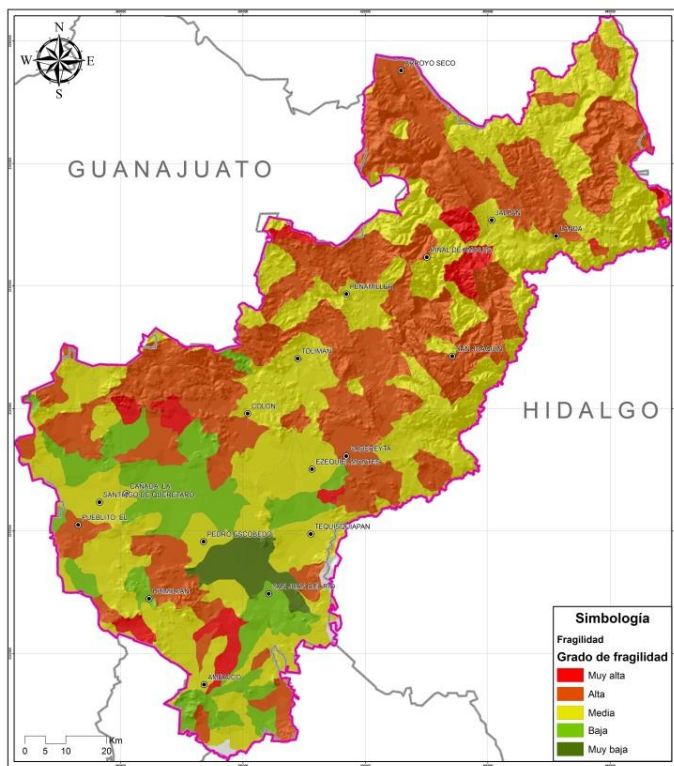 N
W E
S
ARROYO SECO
GUANAJUATO
JALPAN
LANDA
PINAL DE AMOLES
PEÑAMILLER
TOLIMAN
SAN JOAQUIN
COLON
HIDALGO
CADEREYTA
EZEQUIEL MONTES
CAÑADA LA
SANTIAGO DE QUERETARO
PUEBLITO EL
TEQUISQUIAPAN
PEDRO ESCOBEDO
SAN JUAN DEL RIO
HUIMILPAN
AMEALCO
Simbología
Fragilidad
Grado de fragilidad
Muy alta
Alta
Media
Baja
Muy baja
0 5 10 20
Km